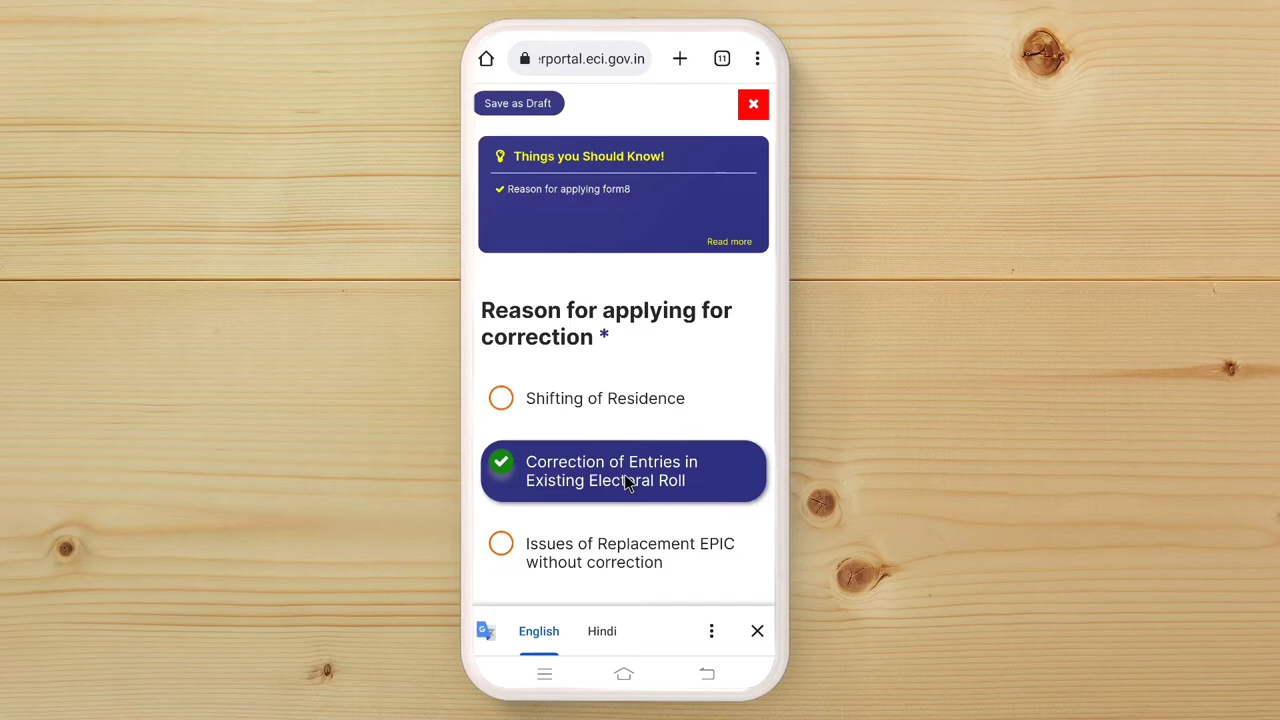 :rportal.eci.gov.in
11
Save as Draft
Things you Should Know!
Reason for applying form8
Read more
Reason for applying for
correction *
Shifting of Residence
Correction of Entries in
Existing Electoral Roll
Issues of Replacement EPIC
without correction
English Hindi